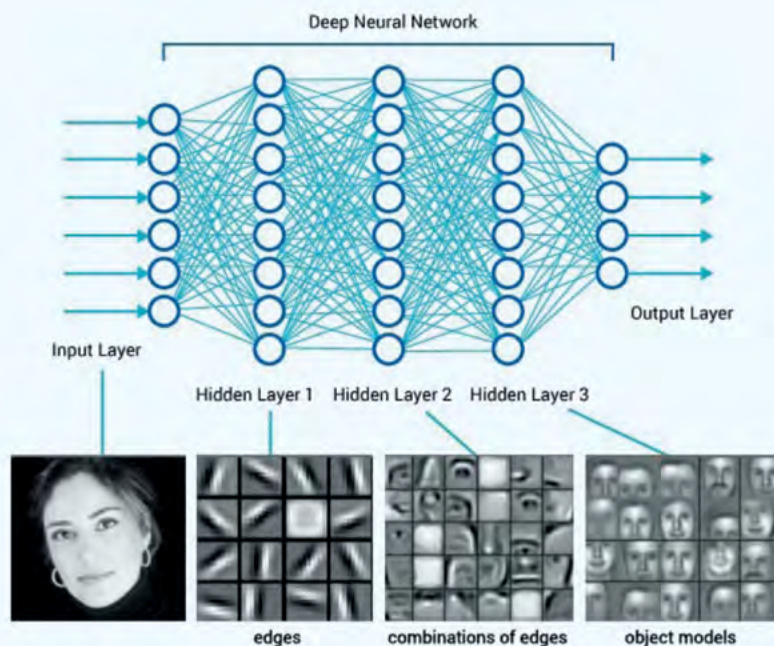 Deep Neural Network
Input Layer
Output Layer
Hidden Layer 1
Hidden Layer 2
Hidden Layer 3
edges
combinations of edges
object models